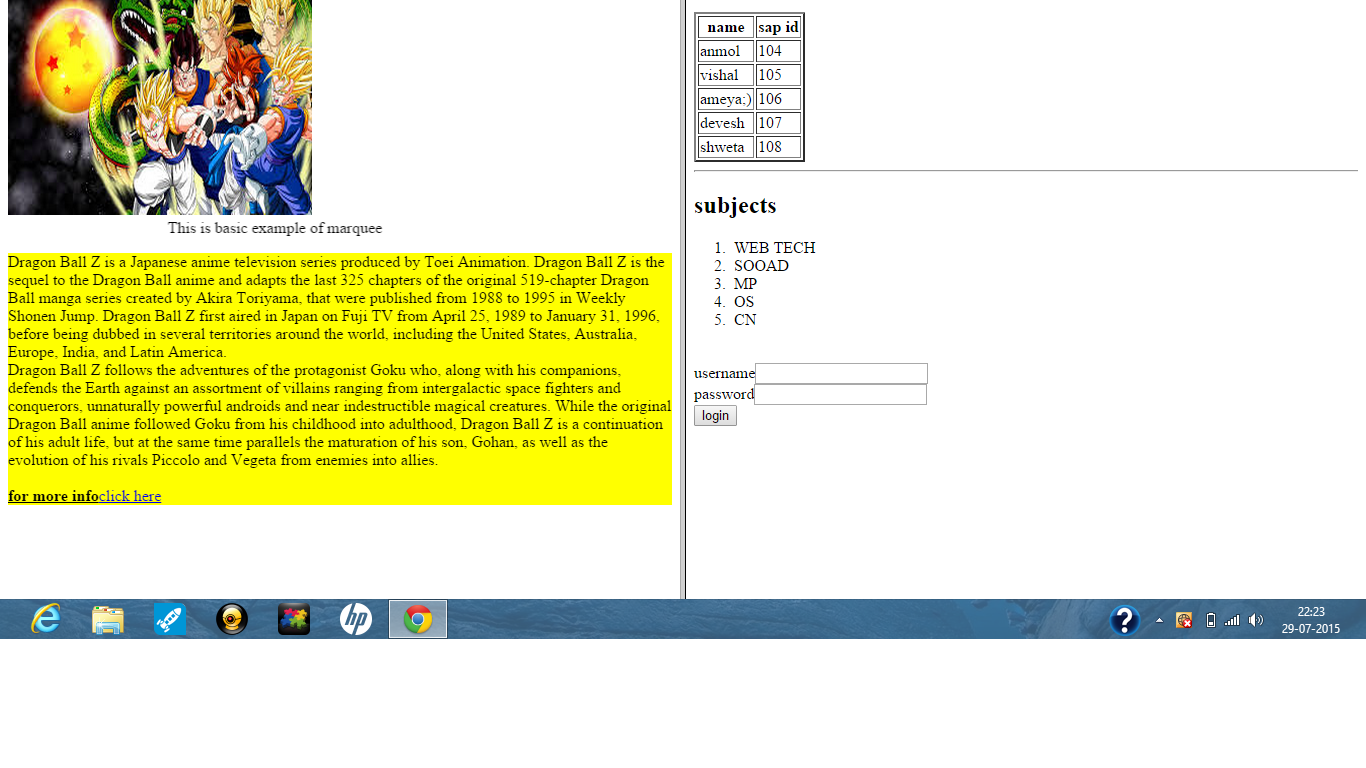 This is basic example of marquee
Dragon Ball Z is a Japanese anime television series produced by Toei Animation. Dragon Ball Z is the
sequel to the Dragon Ball anime and adapts the last 325 chapters of the original 519-chapter Dragon
Ball manga series created by Akira Toriyama, that were published from 1988 to 1995 in Weekly
Shonen Jump. Dragon Ball Z first aired in Japan on Fuji TV from April 25, 1989 to January 31, 1996,
before being dubbed in several territories around the world, including the United States, Australia,
Europe, India, and Latin America.
Dragon Ball Z follows the adventures of the protagonist Goku who, along with his companions,
defends the Earth against an assortment of villains ranging from intergalactic space fighters and
conquerors, unnaturally powerful androids and near indestructible magical creatures. While the original
Dragon Ball anime followed Goku from his childhood into adulthood, Dragon Ball Z is a continuation
of his adult life, but at the same time parallels the maturation of his son, Gohan, as well as the
evolution of his rivals Piccolo and Vegeta from enemies into allies.
for more infoclick here
name sap id
anmol 104
vishal 105
ameya;) 106
devesh 107
shweta 108
subjects
1. WEB TECH
2. SOOAD
3. MP
4. OS
5. CN
username
password
login
hp
?
22:23
29-07-2015